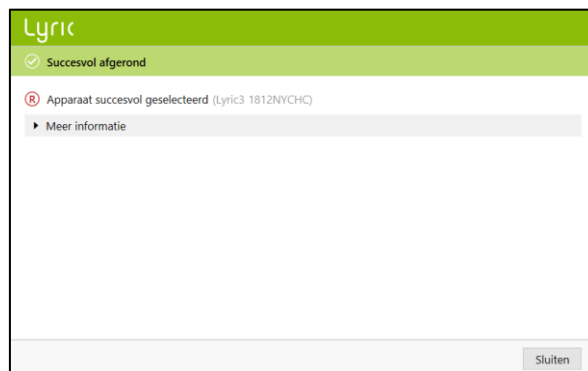 Lyric
Succesvol afgerond
R Apparaat succesvol geselecteerd (Lyric3 1812NYCHC)
Meer informatie
Sluiten